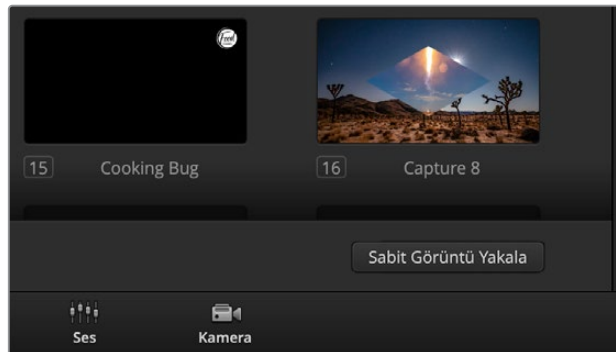 15 Cooking Bug
16 Capture 8
Sabit Görüntü Yakala
Ses
Kamera